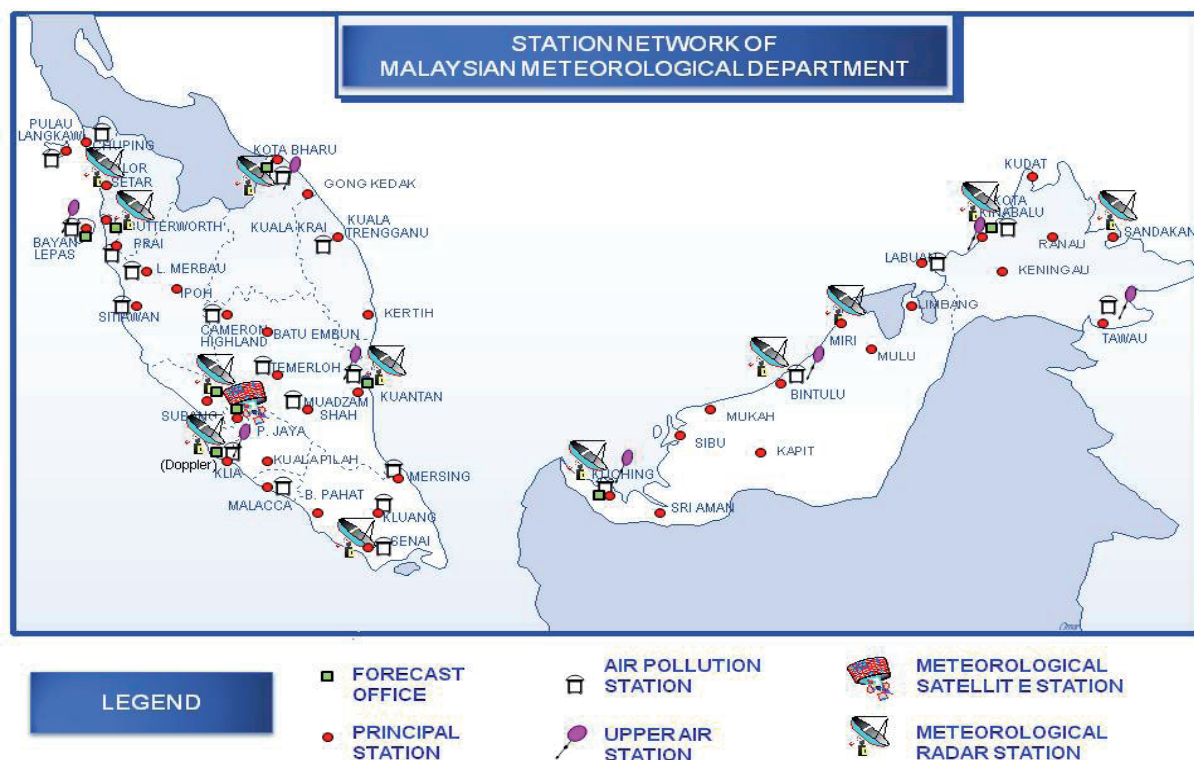 STATION NETWORK OF
MALAYSIAN METEOROLOGICAL DEPARTMENT
PULAU
LANGKAWI
CHUPING
ALOR
SETAR
BUTTERWORTH
BAYAN
LEPAS
PRAI
L. MERBAU
IPOH
SITIAWAN
CAMERON
HIGHLAND
BATU EMBUN
KOTA BHARU
GONG KEDAK
KUALA KRAI
KUALA
TRENGGANU
KERTIH
TEMERLOH
KUANTAN
MUADZAM
SHAH
SUBANG
P. JAYA
(Doppler)
KLIA
KUALA PILAH
MALACCA
B. PAHAT
MERSING
KLUANG
SENAI
KUDAT
KOTA
KINABALU
RANAU
SANDAKAN
LABUAN
KENINGAU
LIMBANG
TAWAU
MIRI
MULU
BINTULU
MUKAH
SIBU
KAPIT
KUCHING
SRI AMAN
LEGEND
FORECAST
OFFICE
PRINCIPAL
STATION
AIR POLLUTION
STATION
UPPER AIR
STATION
METEOROLOGICAL
SATELLIT E STATION
METEOROLOGICAL
RADAR STATION